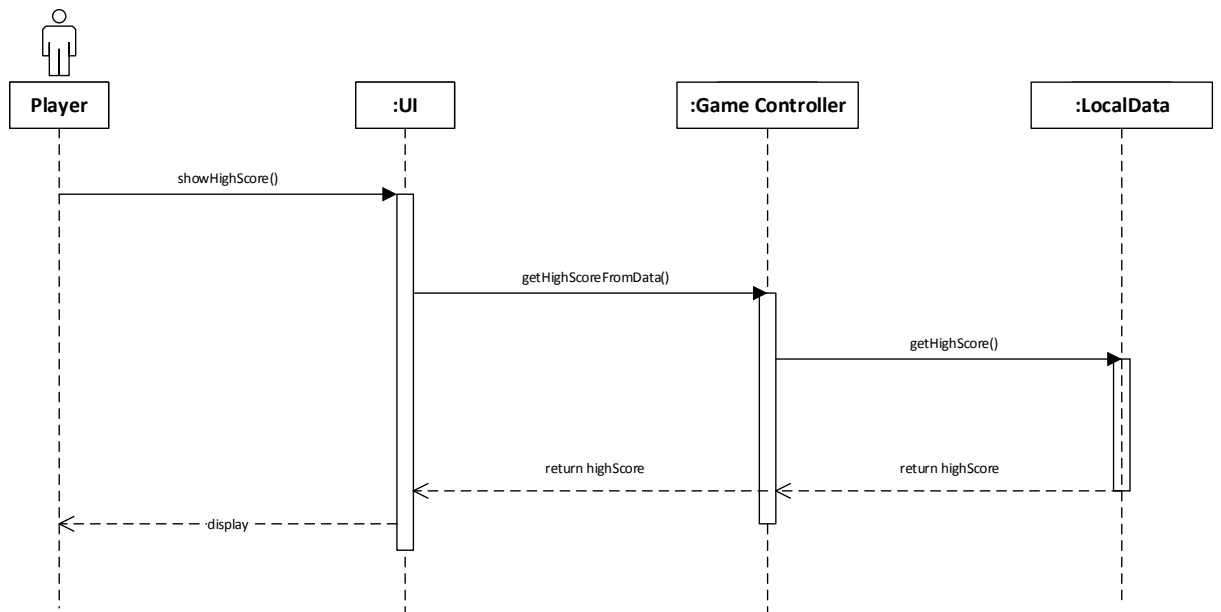 Player
:UI
:Game Controller
:LocalData
showHighScore()
getHighScoreFromData()
getHighScore()
return highScore
return highScore
display